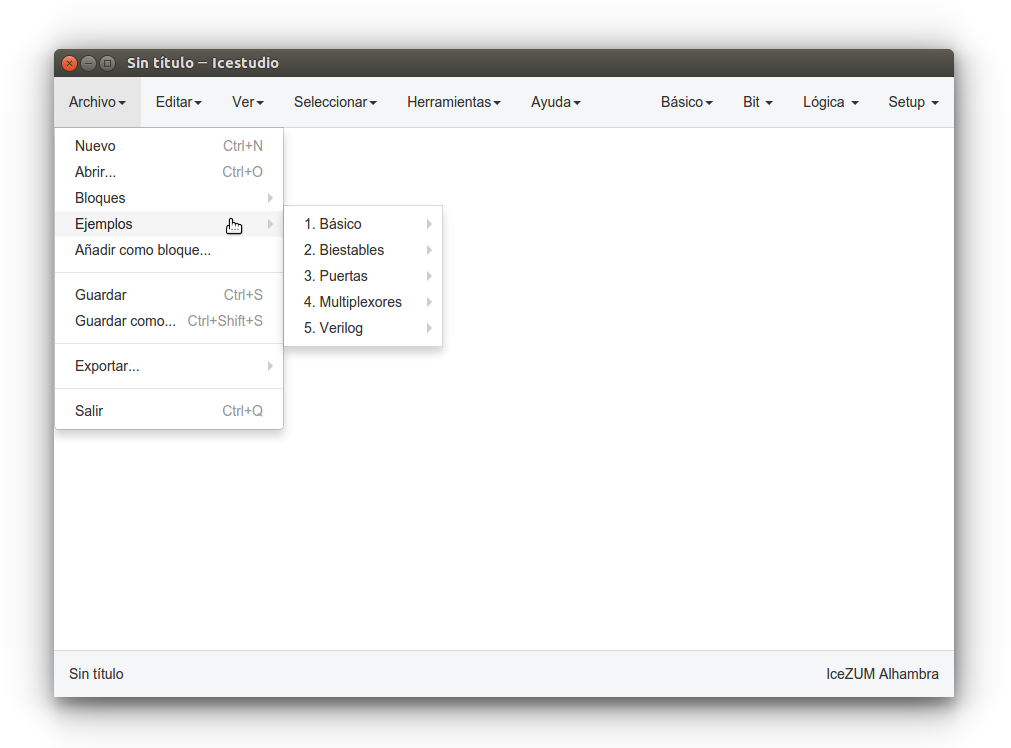 Sin título – Icestudio
Archivo Editar Ver Seleccionar Herramientas Ayuda Básico Bit Lógica Setup
Nuevo Ctrl+N
Abrir... Ctrl+O
Bloques
Ejemplos
Añadir como bloque...
Guardar Ctrl+S
Guardar como... Ctrl+Shift+S
Exportar...
Salir Ctrl+Q
1. Básico
2. Biestables
3. Puertas
4. Multiplexores
5. Verilog
Sin título IceZUM Alhambra